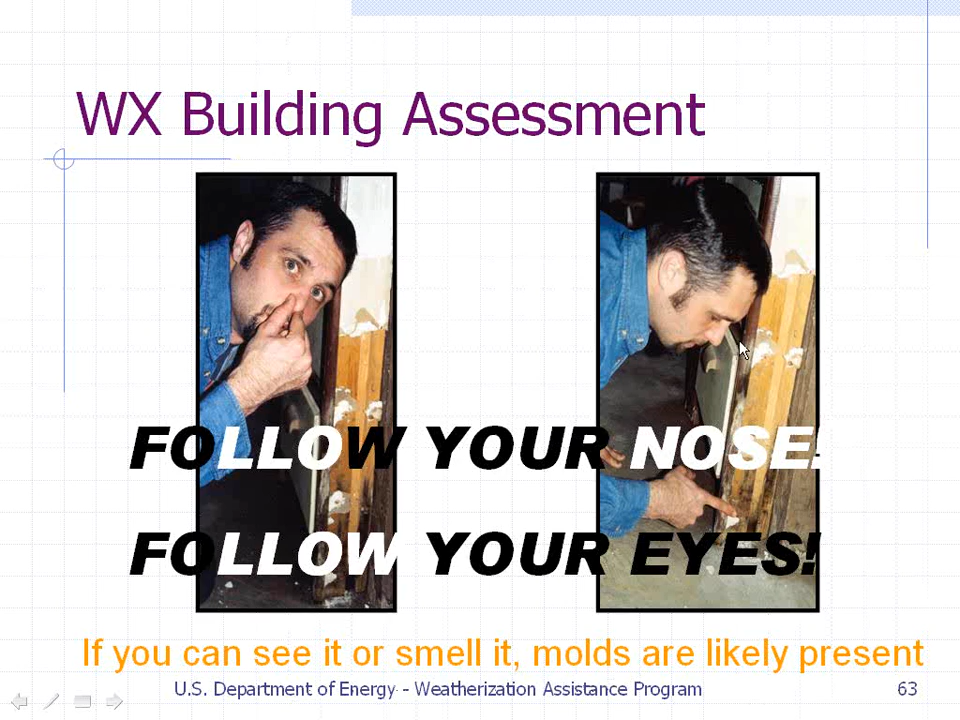 WX Building Assessment
FOLLOW YOUR NOSE!
FOLLOW YOUR EYES!
If you can see it or smell it, molds are likely present
U.S. Department of Energy - Weatherization Assistance Program
63